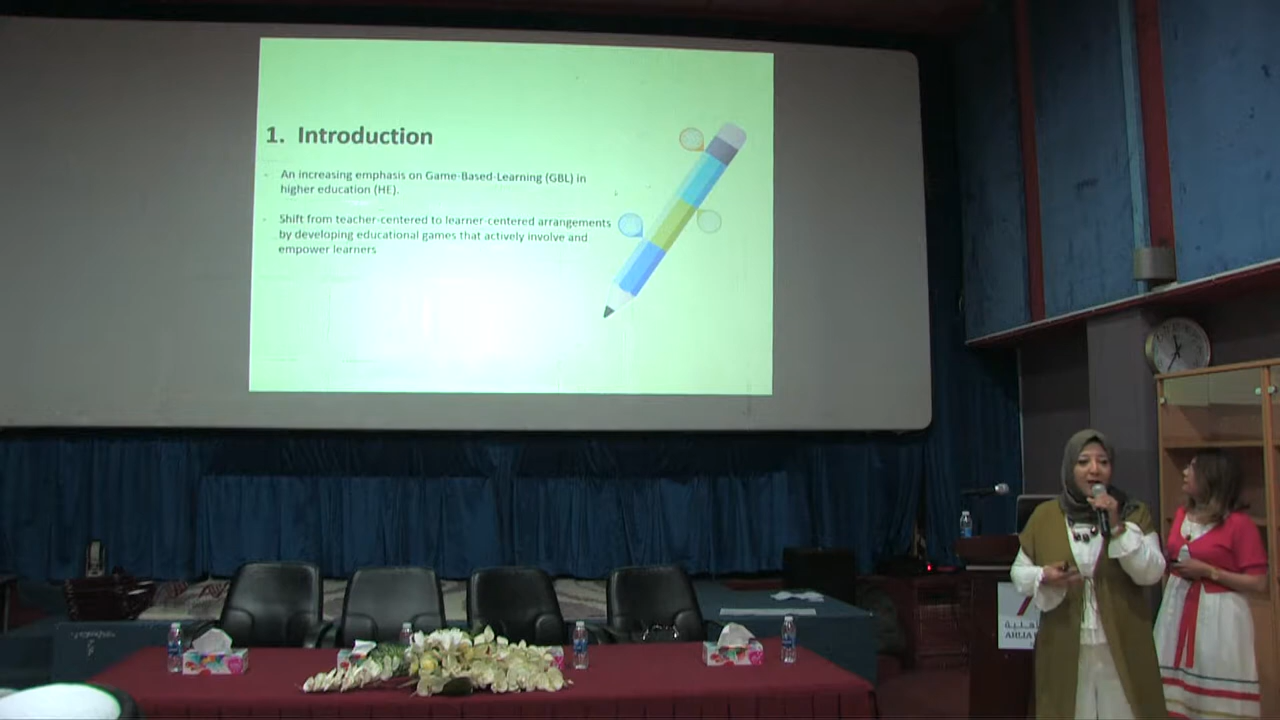 1. Introduction
- An increasing emphasis on Game-Based-Learning (GBL) in
higher education (HE).
- Shift from teacher-centered to learner-centered arrangements
by developing educational games that actively involve and
empower learners
AHLIA